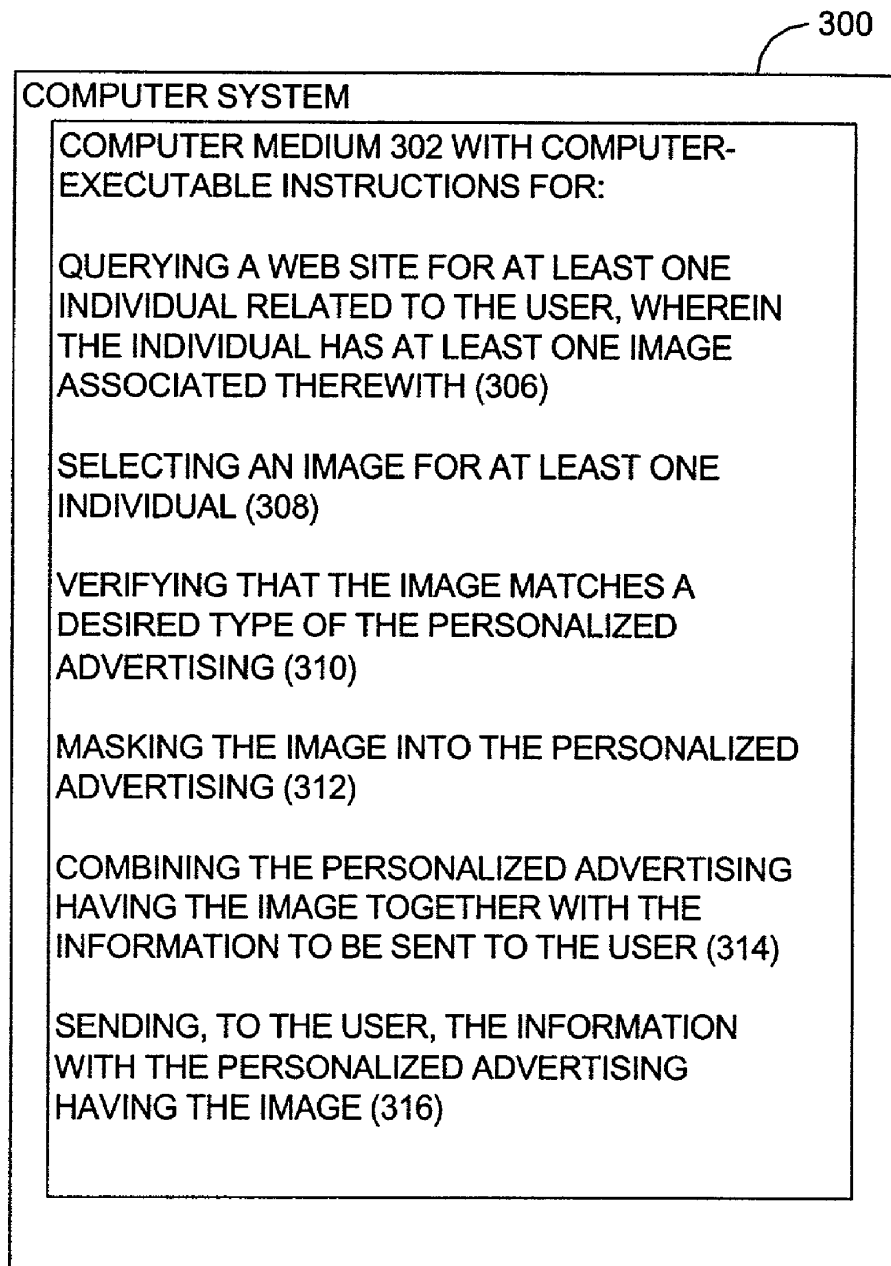 300
COMPUTER SYSTEM
COMPUTER MEDIUM 302 WITH COMPUTER-
EXECUTABLE INSTRUCTIONS FOR:
QUERYING A WEB SITE FOR AT LEAST ONE
INDIVIDUAL RELATED TO THE USER, WHEREIN
THE INDIVIDUAL HAS AT LEAST ONE IMAGE
ASSOCIATED THEREWITH (306)
SELECTING AN IMAGE FOR AT LEAST ONE
INDIVIDUAL (308)
VERIFYING THAT THE IMAGE MATCHES A
DESIRED TYPE OF THE PERSONALIZED
ADVERTISING (310)
MASKING THE IMAGE INTO THE PERSONALIZED
ADVERTISING (312)
COMBINING THE PERSONALIZED ADVERTISING
HAVING THE IMAGE TOGETHER WITH THE
INFORMATION TO BE SENT TO THE USER (314)
SENDING, TO THE USER, THE INFORMATION
WITH THE PERSONALIZED ADVERTISING
HAVING THE IMAGE (316)